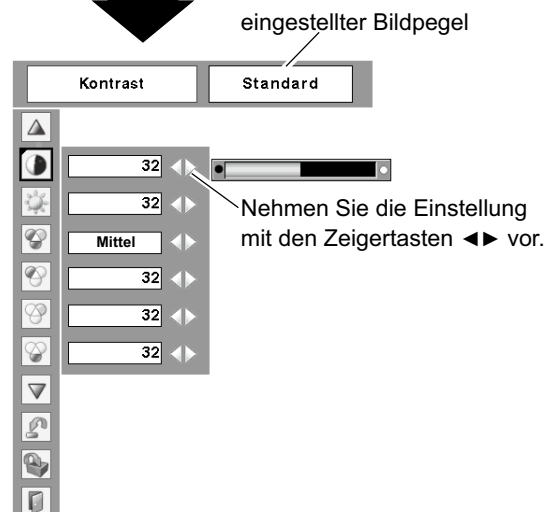 eingestellter Bildpegel
Kontrast Standard
32
32
Nehmen Sie die Einstellung
Mittel
mit den Zeigertasten ◄► vor.
32
32
32